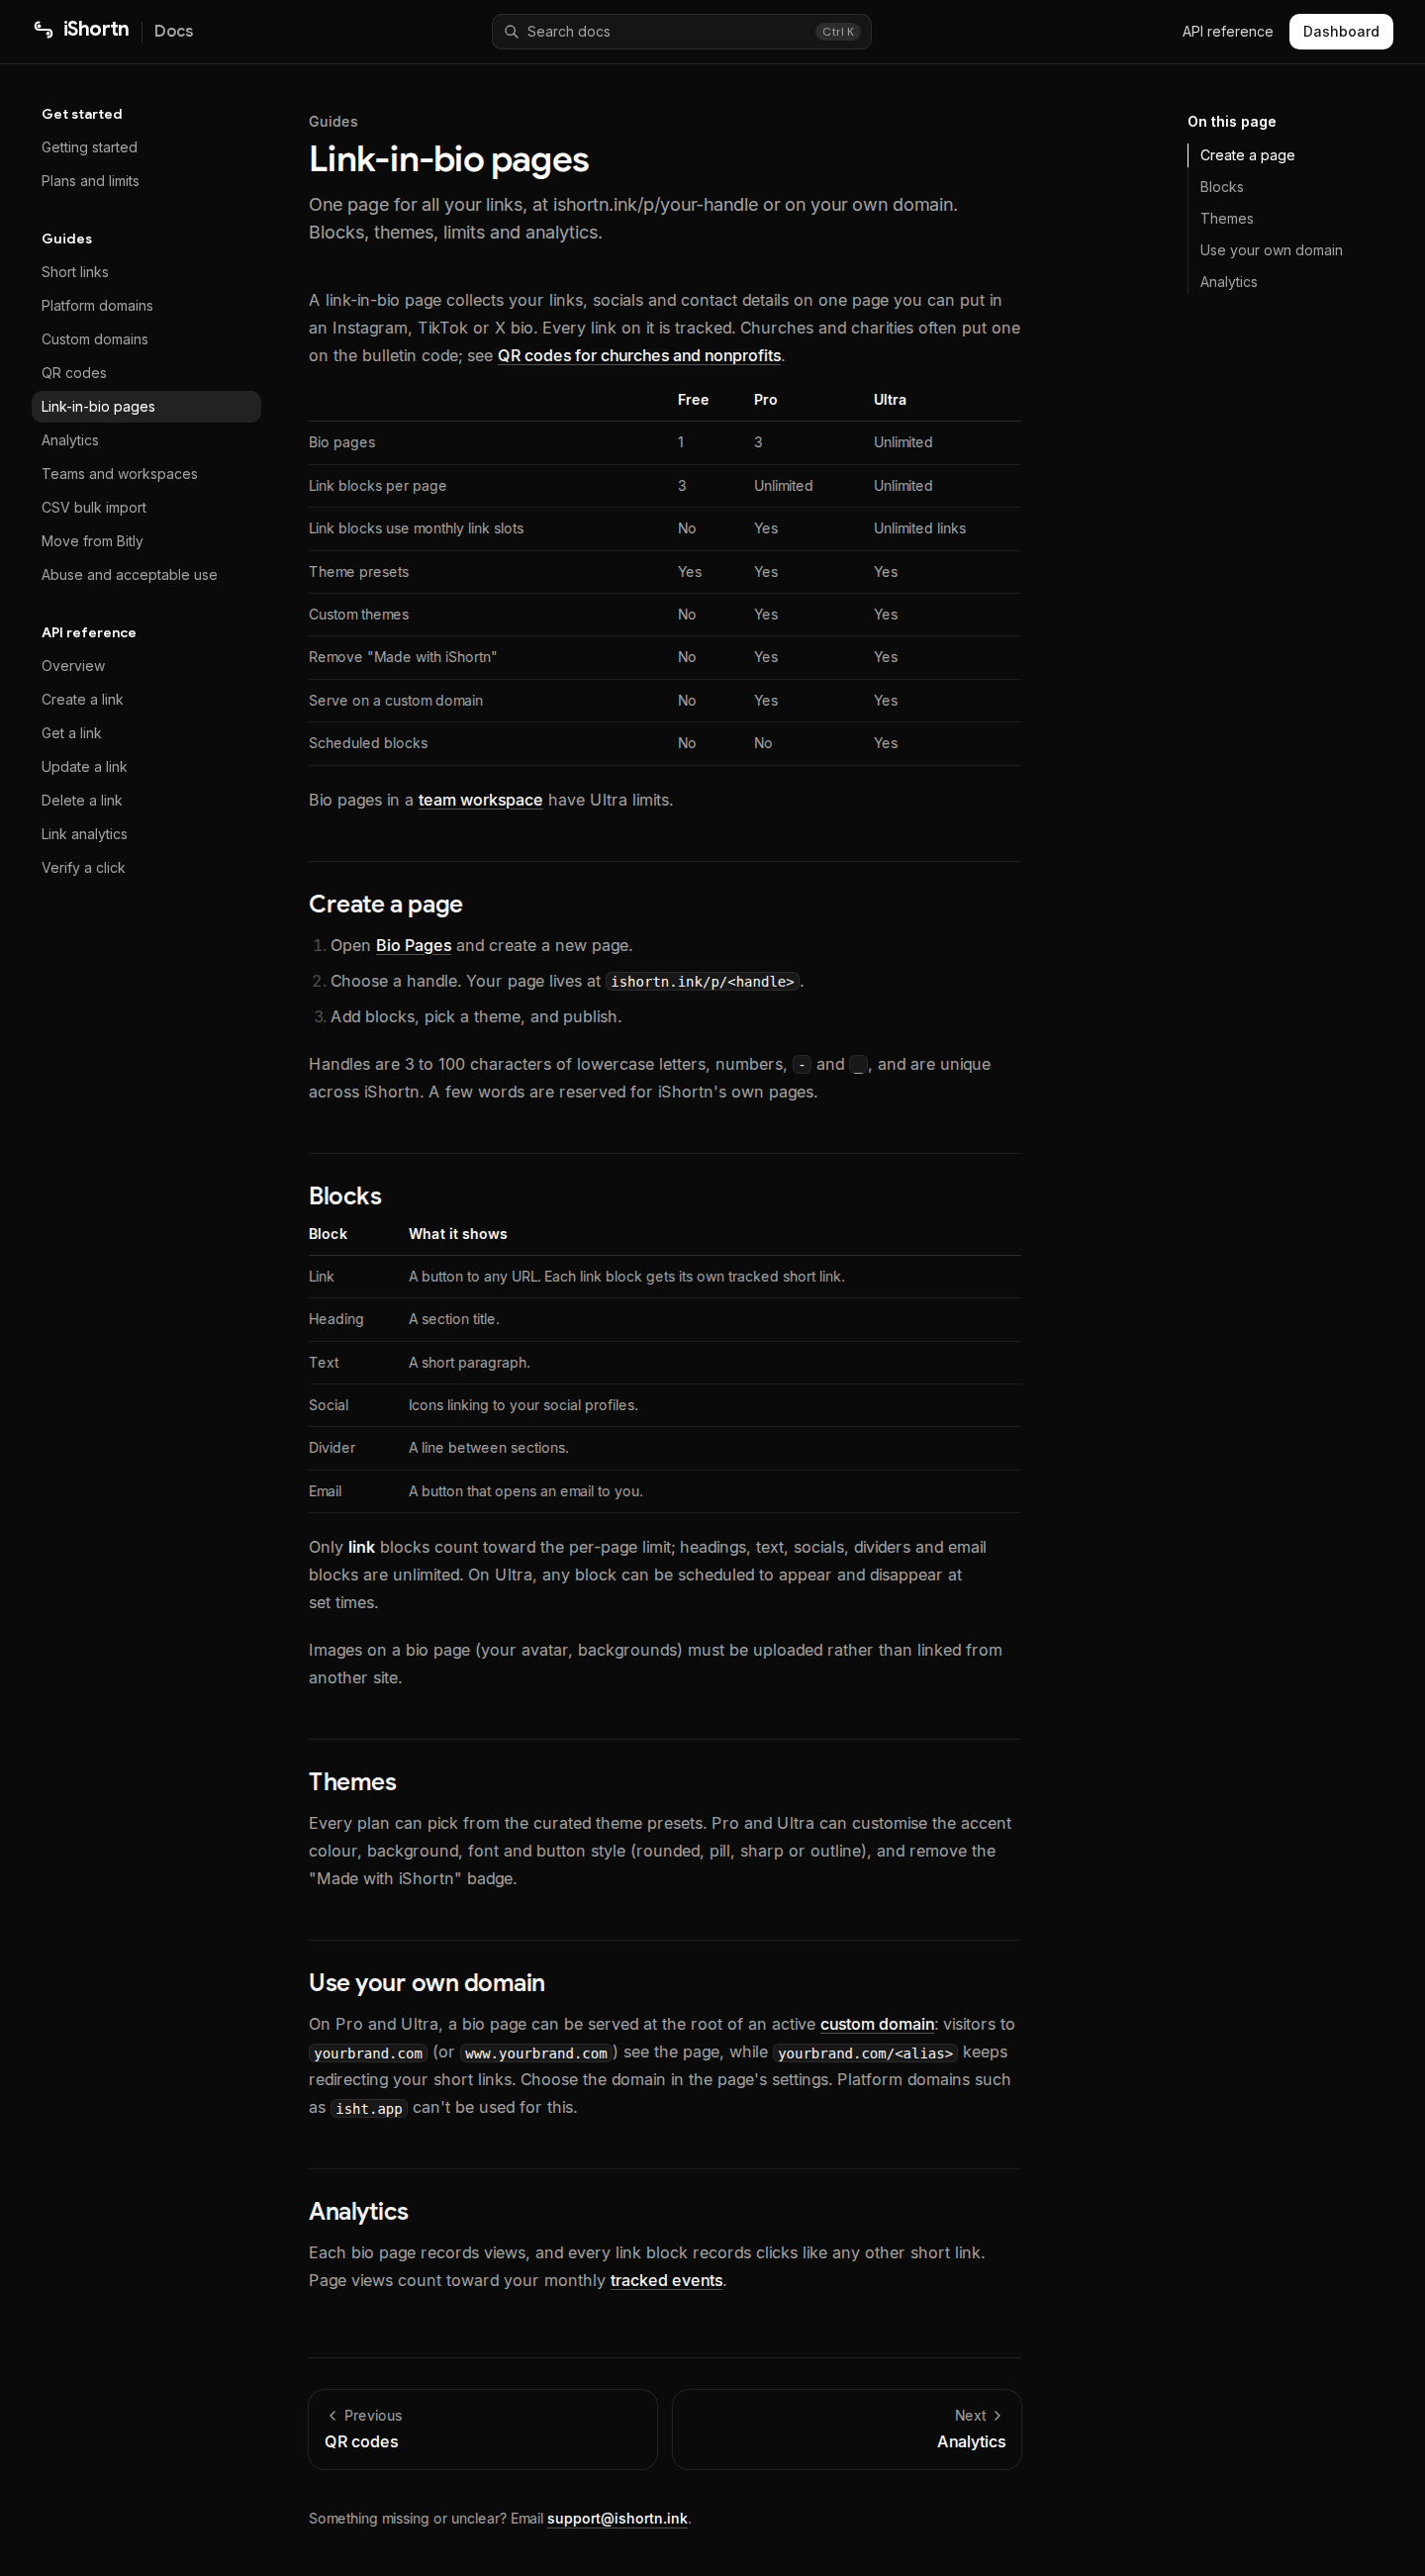 iShortn
Docs
Search docs
Ctrl K
API reference
Dashboard
Get started
Getting started
Plans and limits
Guides
Short links
Platform domains
Custom domains
QR codes
Link-in-bio pages
Analytics
Teams and workspaces
CSV bulk import
Move from Bitly
Abuse and acceptable use
API reference
Overview
Create a link
Get a link
Update a link
Delete a link
Link analytics
Verify a click
Guides
Link-in-bio pages
One page for all your links, at ishortn.ink/p/your-handle or on your own domain.
Blocks, themes, limits and analytics.
A link-in-bio page collects your links, socials and contact details on one page you can put in
an Instagram, TikTok or X bio. Every link on it is tracked. Churches and charities often put one
on the bulletin code; see QR codes for churches and nonprofits.
Free Pro Ultra
Bio pages 1 3 Unlimited
Link blocks per page 3 Unlimited Unlimited
Link blocks use monthly link slots No Yes Unlimited links
Theme presets Yes Yes Yes
Custom themes No Yes Yes
Remove "Made with iShortn" No Yes Yes
Serve on a custom domain No Yes Yes
Scheduled blocks No No Yes
Bio pages in a team workspace have Ultra limits.
Create a page
1. Open Bio Pages and create a new page.
2. Choose a handle. Your page lives at ishortn.ink/p/<handle>.
3. Add blocks, pick a theme, and publish.
Handles are 3 to 100 characters of lowercase letters, numbers, - and _, and are unique
across iShortn. A few words are reserved for iShortn's own pages.
Blocks
Block What it shows
Link A button to any URL. Each link block gets its own tracked short link.
Heading A section title.
Text A short paragraph.
Social Icons linking to your social profiles.
Divider A line between sections.
Email A button that opens an email to you.
Only link blocks count toward the per-page limit; headings, text, socials, dividers and email
blocks are unlimited. On Ultra, any block can be scheduled to appear and disappear at
set times.
Images on a bio page (your avatar, backgrounds) must be uploaded rather than linked from
another site.
Themes
Every plan can pick from the curated theme presets. Pro and Ultra can customise the accent
colour, background, font and button style (rounded, pill, sharp or outline), and remove the
"Made with iShortn" badge.
Use your own domain
On Pro and Ultra, a bio page can be served at the root of an active custom domain: visitors to
yourbrand.com (or www.yourbrand.com) see the page, while yourbrand.com/<alias> keeps
redirecting your short links. Choose the domain in the page's settings. Platform domains such
as isht.app can't be used for this.
Analytics
Each bio page records views, and every link block records clicks like any other short link.
Page views count toward your monthly tracked events.
Previous
QR codes
Next
Analytics
Something missing or unclear? Email support@ishortn.ink.
On this page
Create a page
Blocks
Themes
Use your own domain
Analytics